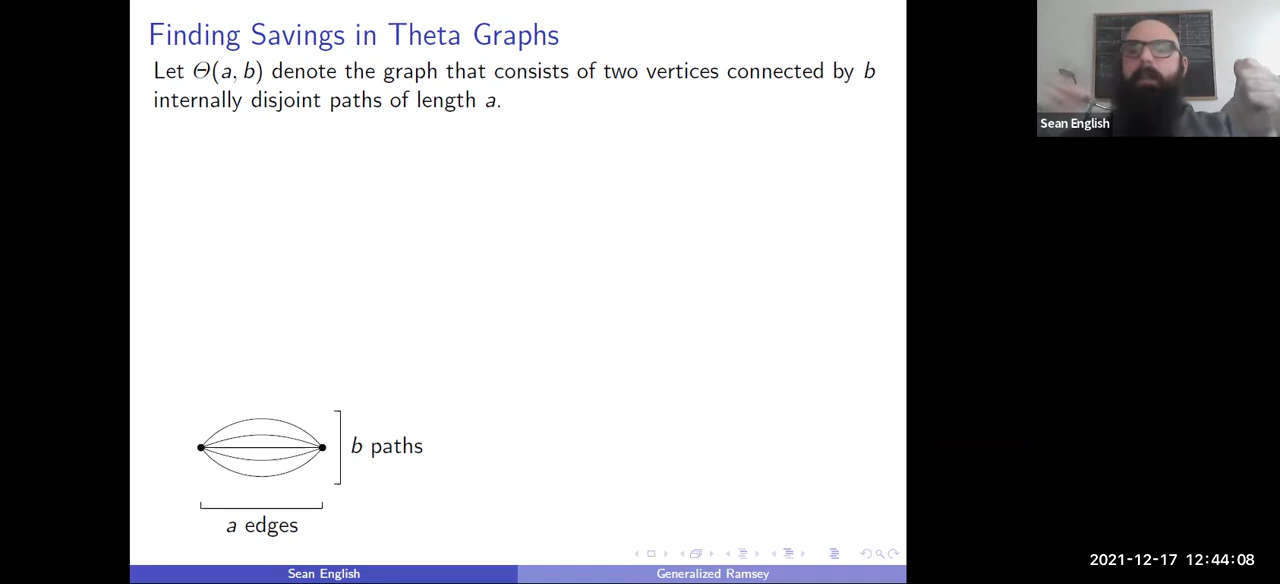 Finding Savings in Theta Graphs
Let Θ(a, b) denote the graph that consists of two vertices connected by b
internally disjoint paths of length a.
Sean English
b paths
a edges
Sean English
Generalized Ramsey
2021-12-17 12:44:08